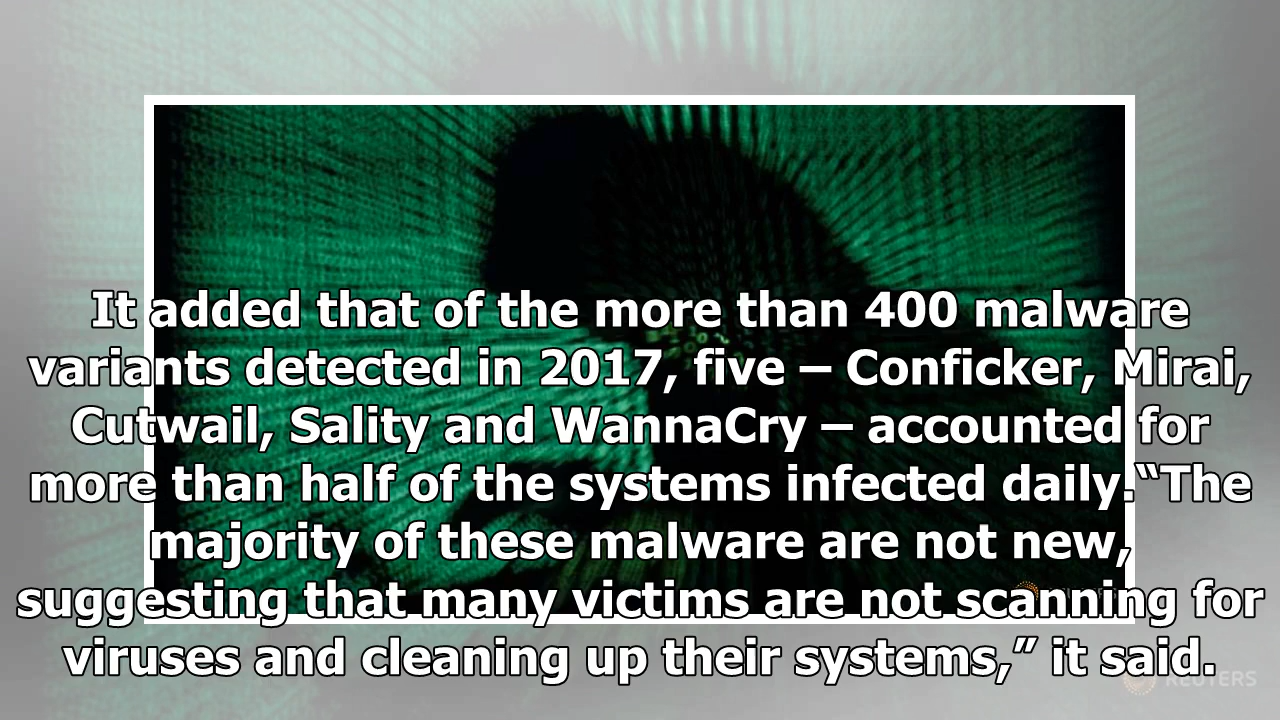 It added that of the more than 400 malware
variants detected in 2017, five – Conficker, Mirai,
Cutwail, Sality and WannaCry – accounted for
more than half of the systems infected daily.“The
majority of these malware are not new,
suggesting that many victims are not scanning for
viruses and cleaning up their systems,” it said.
REUTERS